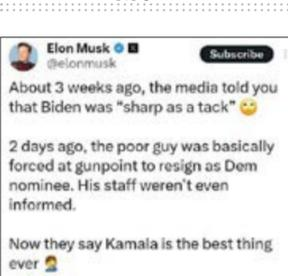 Elon Musk
Subscribe
@elonmusk
About 3 weeks ago, the media told you
that Biden was “sharp as a tack” 😁
2 days ago, the poor guy was basically
forced at gunpoint to resign as Dem
nominee. His staff weren't even
informed.
Now they say Kamala is the best thing
ever 🤦